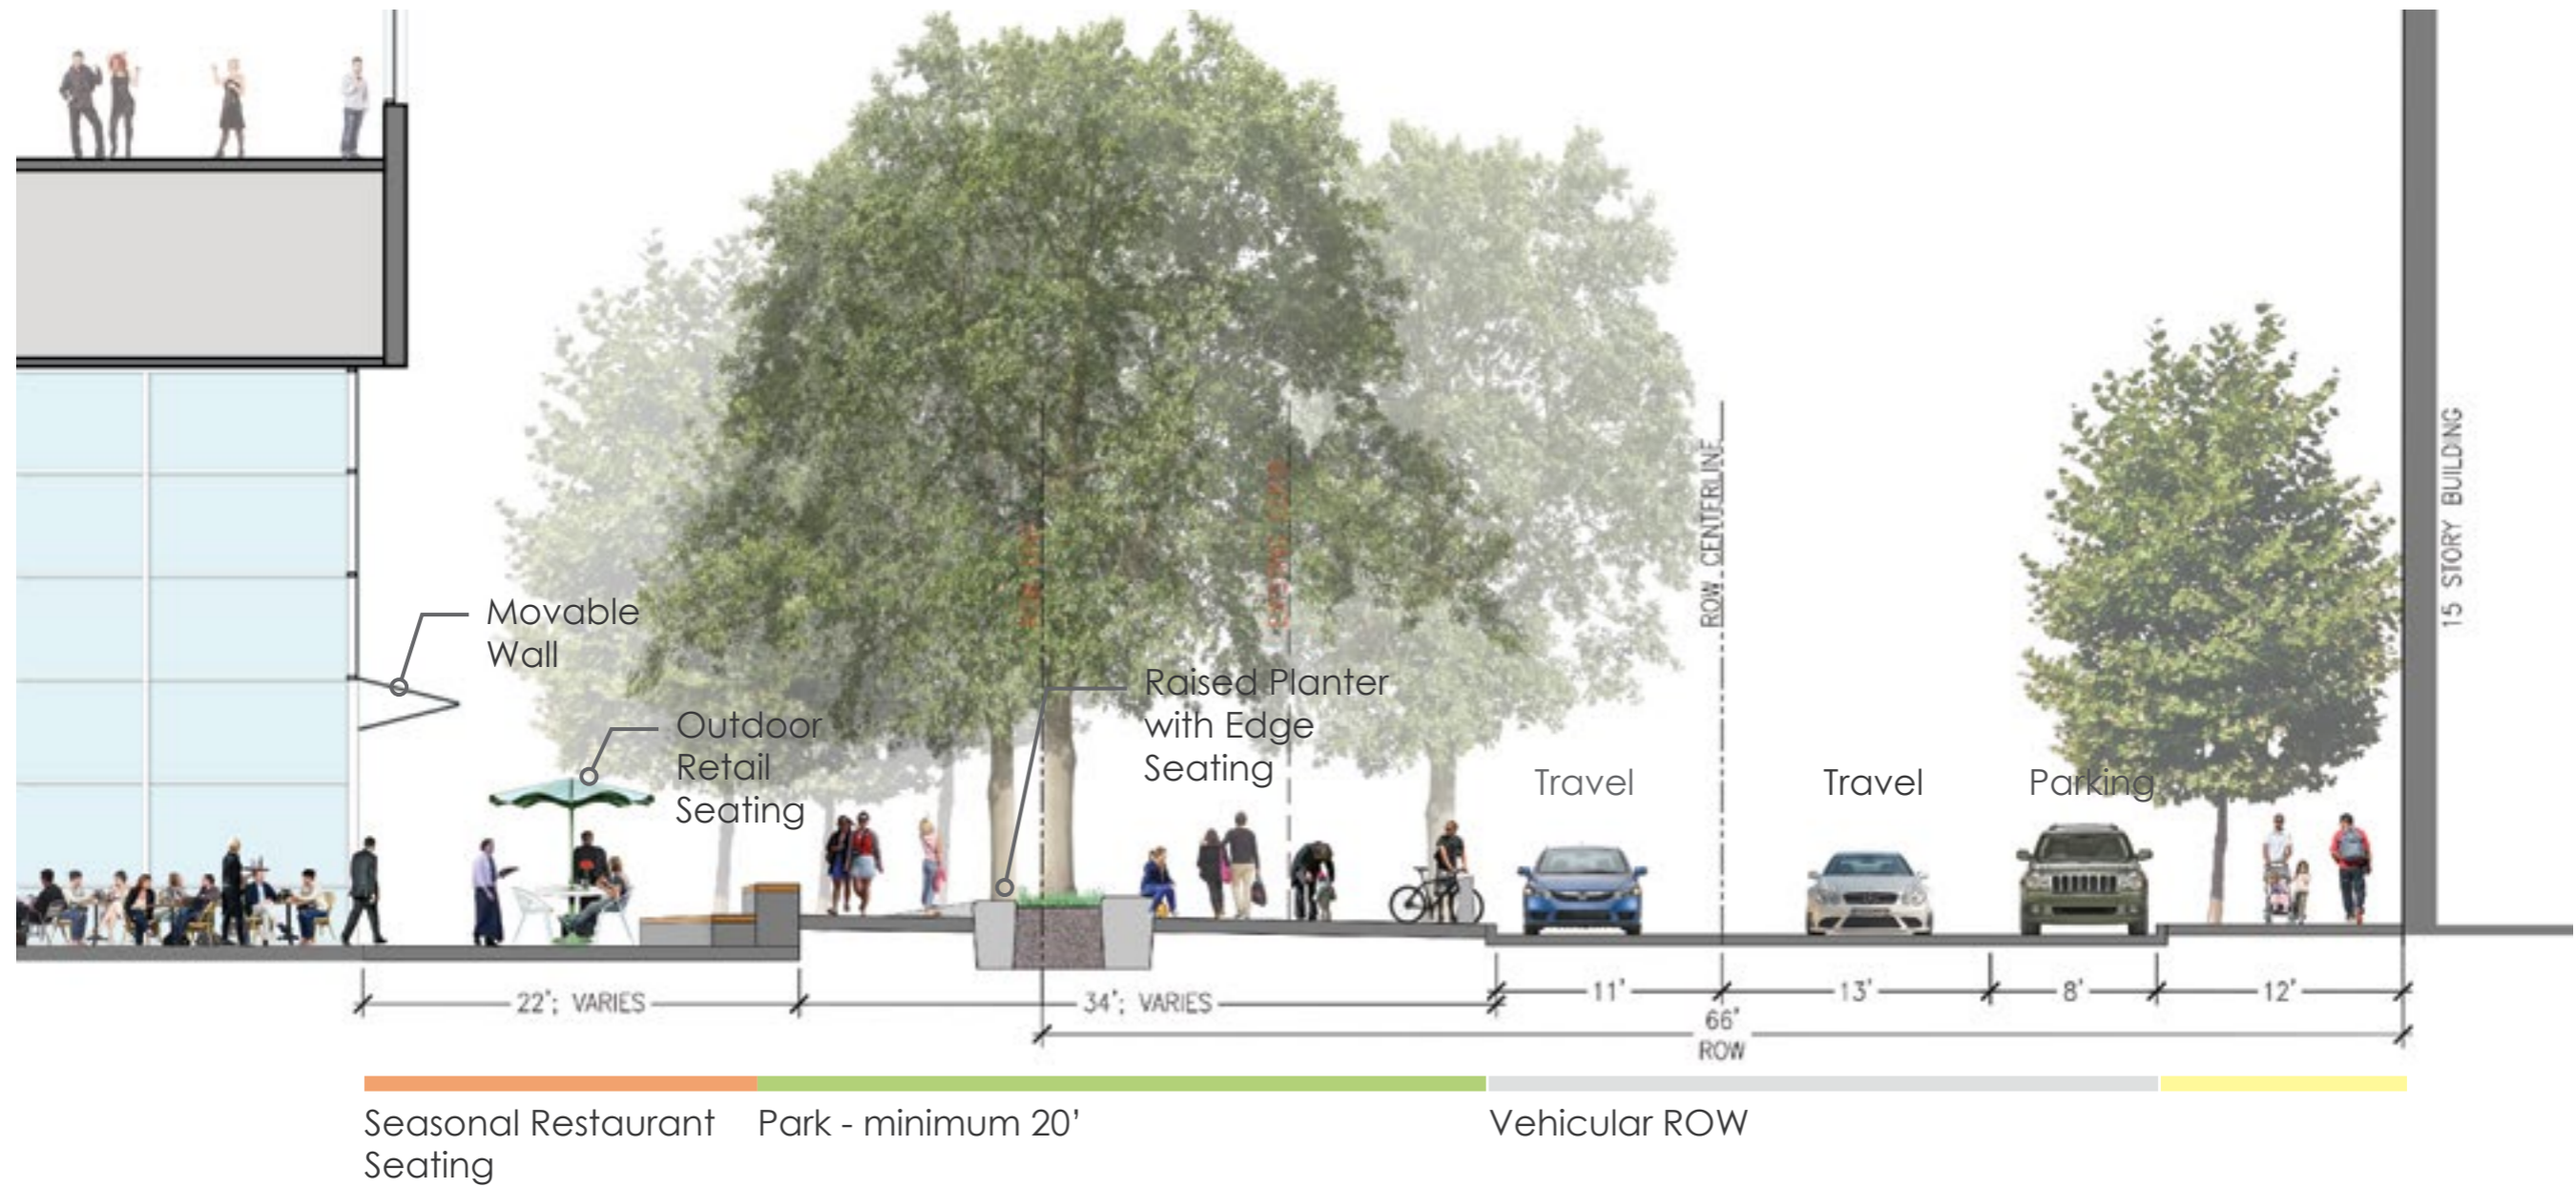 Movable
Wall
Outdoor
Retail
Seating
Raised Planter
with Edge
Seating
ROW CENTERLINE
Travel
Travel
Parking
15 STORY BUILDING
22'; VARIES
34'; VARIES
11'
13'
8'
12'
66'
ROW
Seasonal Restaurant
Seating
Park - minimum 20'
Vehicular ROW